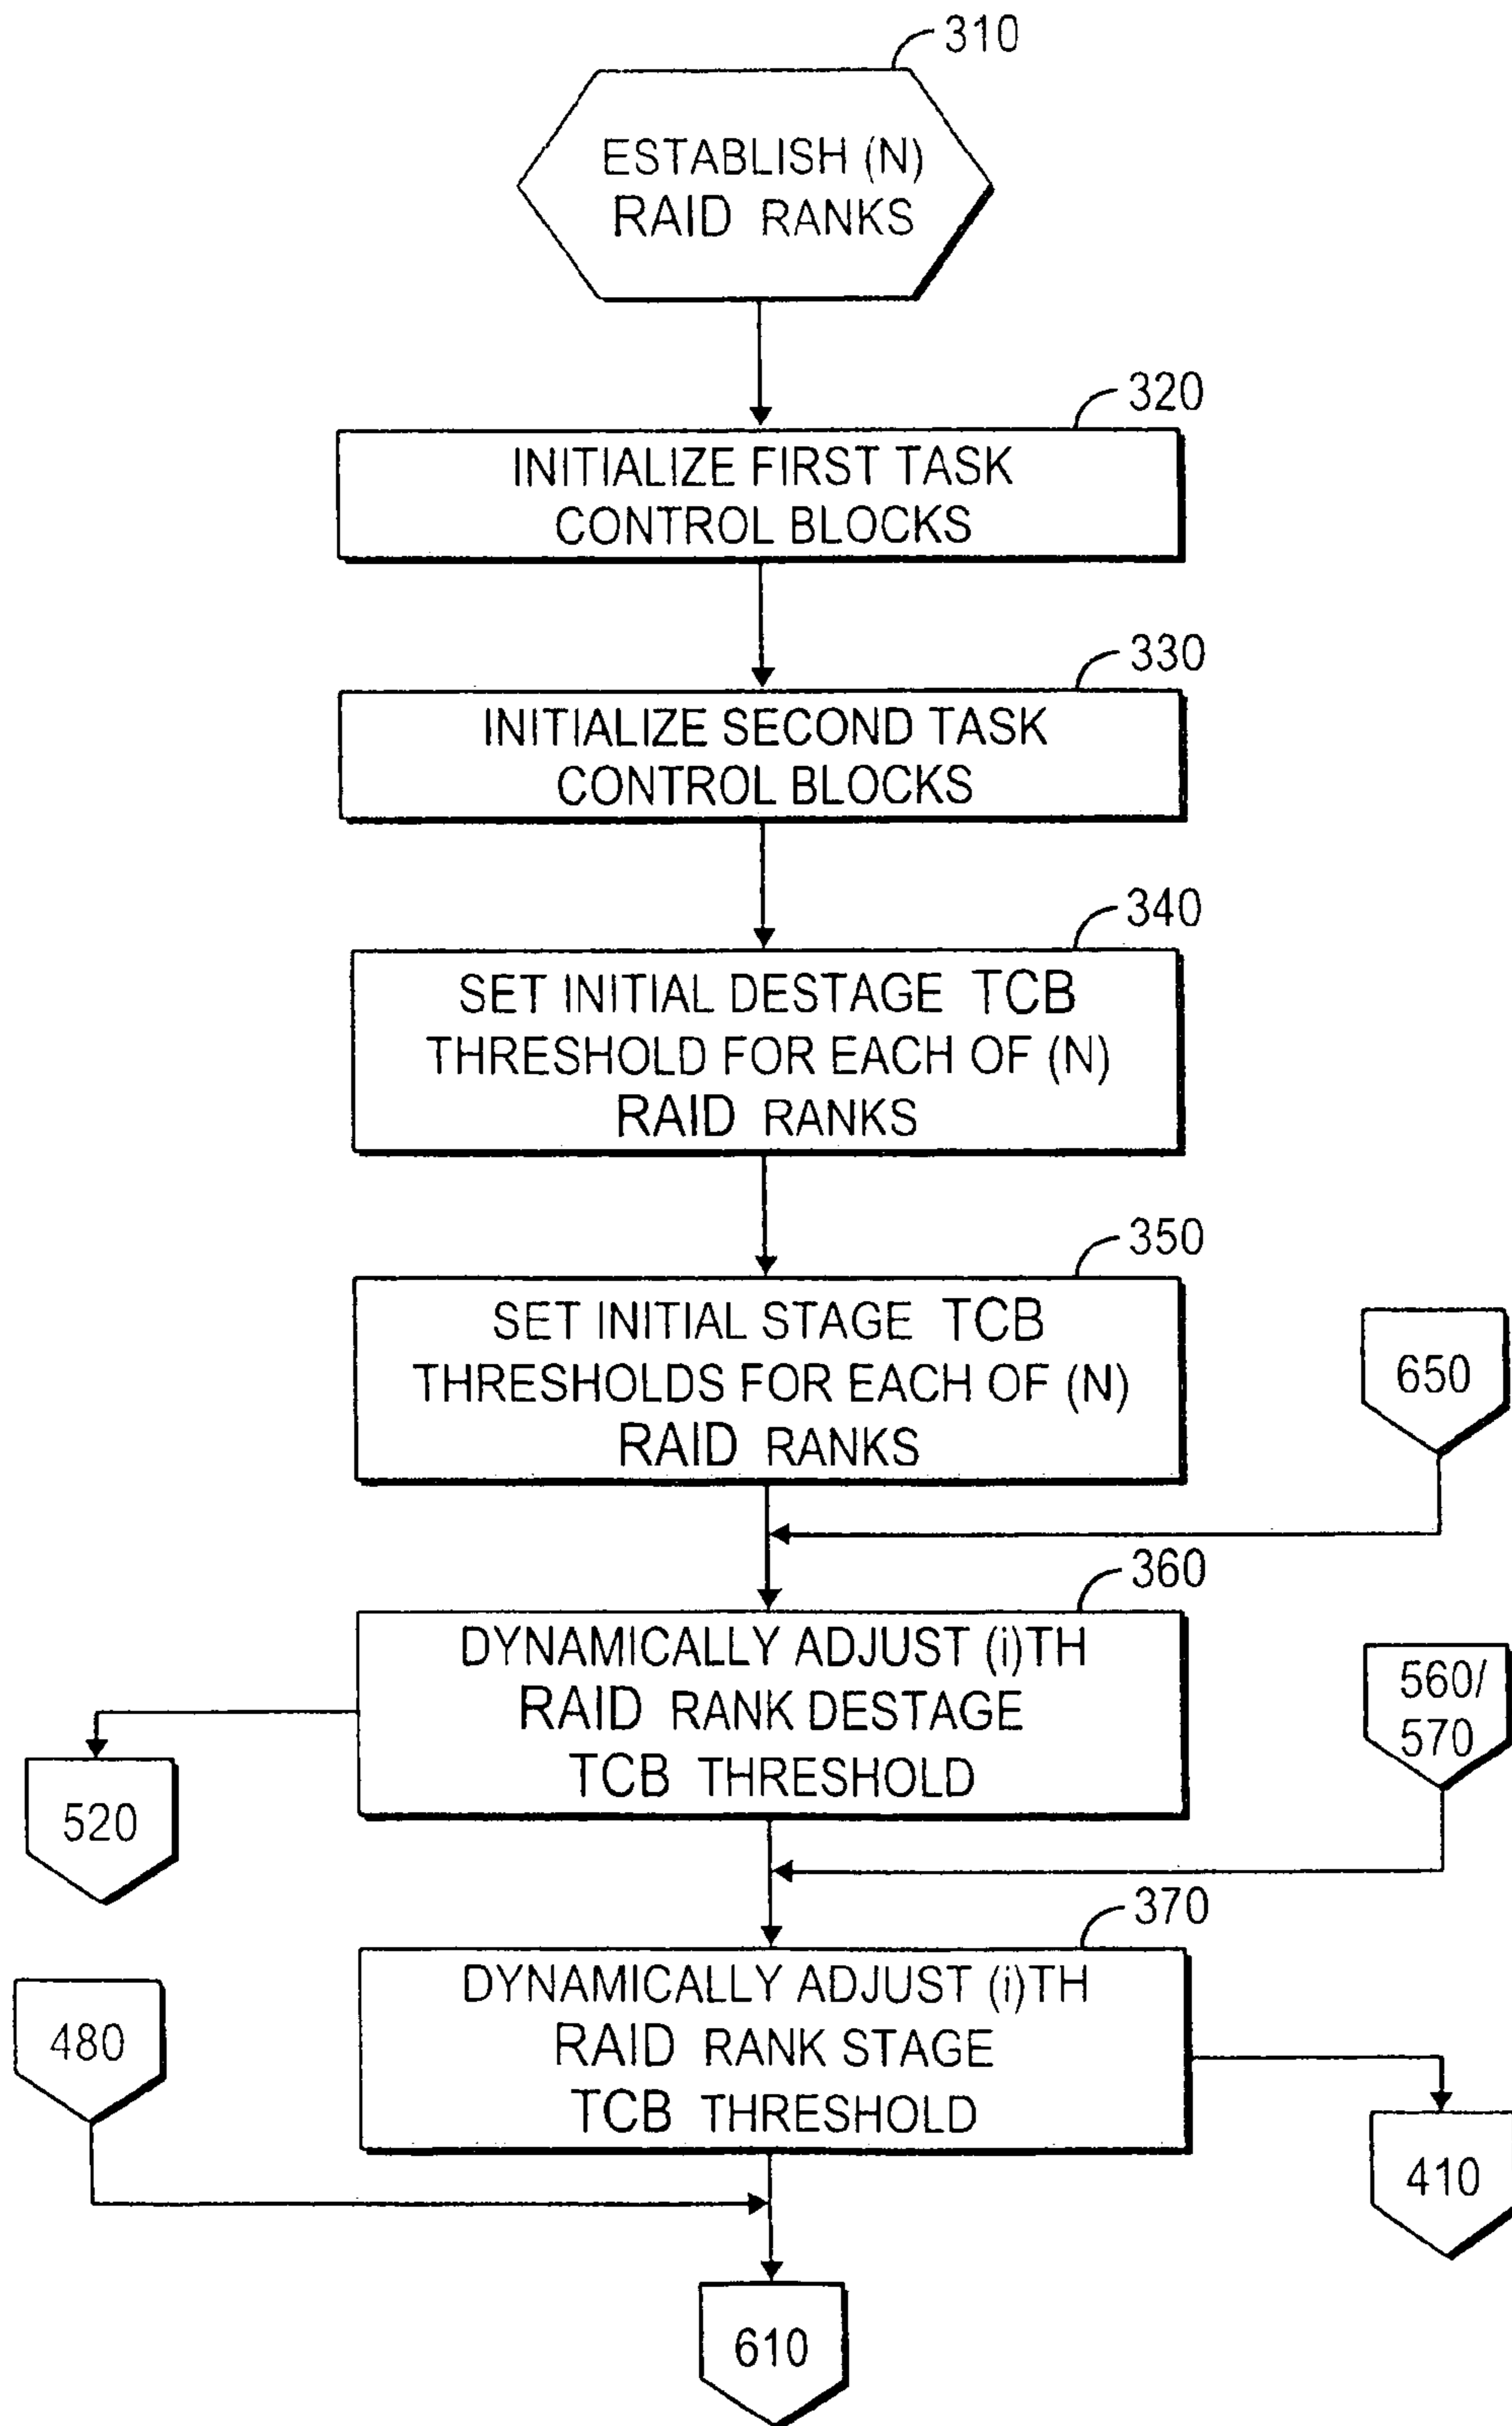 310
ESTABLISH (N)
RAID RANKS
320
INITIALIZE FIRST TASK
CONTROL BLOCKS
330
INITIALIZE SECOND TASK
CONTROL BLOCKS
340
SET INITIAL DESTAGE TCB
THRESHOLD FOR EACH OF (N)
RAID RANKS
350
SET INITIAL STAGE TCB
THRESHOLDS FOR EACH OF (N)
RAID RANKS
650
360
DYNAMICALLY ADJUST (i)TH
RAID RANK DESTAGE
TCB THRESHOLD
560/
570
520
370
DYNAMICALLY ADJUST (i)TH
RAID RANK STAGE
TCB THRESHOLD
480
410
610